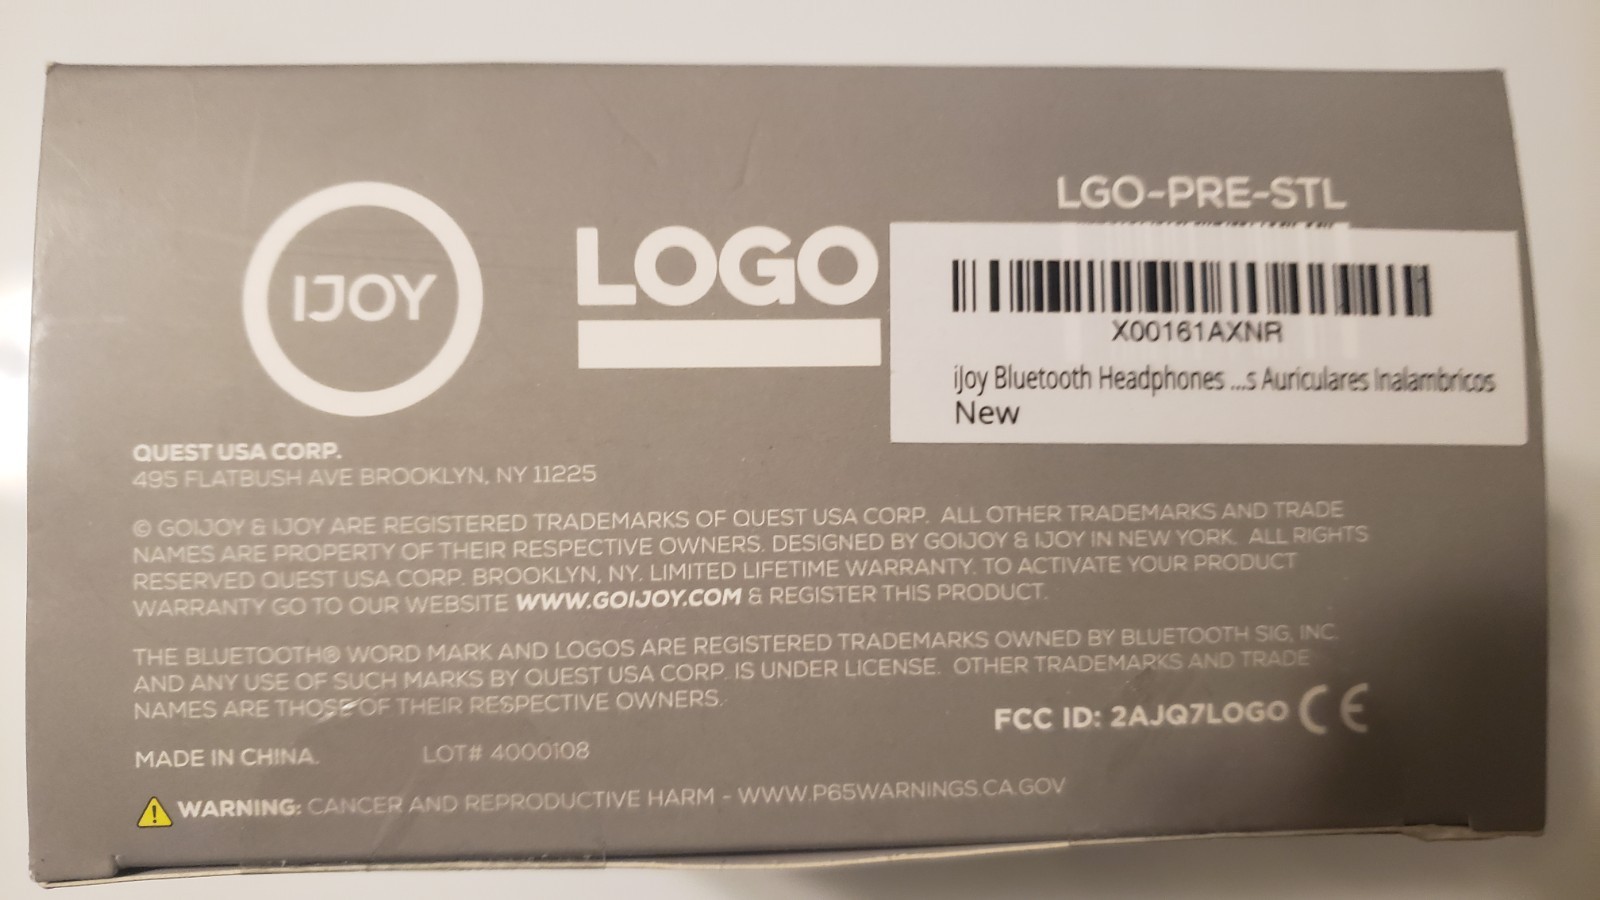 IJOY
LOGO
LGO-PRE-STL
X00161AXNR
iJoy Bluetooth Headphones ...s Auriculares Inalambricos
New
QUEST USA CORP.
495 FLATBUSH AVE BROOKLYN, NY 11225
© GOIJOY & IJOY ARE REGISTERED TRADEMARKS OF QUEST USA CORP. ALL OTHER TRADEMARKS AND TRADE
NAMES ARE PROPERTY OF THEIR RESPECTIVE OWNERS. DESIGNED BY GOIJOY & IJOY IN NEW YORK. ALL RIGHTS
RESERVED QUEST USA CORP. BROOKLYN, NY. LIMITED LIFETIME WARRANTY. TO ACTIVATE YOUR PRODUCT
WARRANTY GO TO OUR WEBSITE WWW.GOIJOY.COM & REGISTER THIS PRODUCT.
THE BLUETOOTH® WORD MARK AND LOGOS ARE REGISTERED TRADEMARKS OWNED BY BLUETOOTH SIG, INC.
AND ANY USE OF SUCH MARKS BY QUEST USA CORP. IS UNDER LICENSE. OTHER TRADEMARKS AND TRADE
NAMES ARE THOSE OF THEIR RESPECTIVE OWNERS.
FCC ID: 2AJQ7LOGO CE
MADE IN CHINA. LOT# 4000108
WARNING: CANCER AND REPRODUCTIVE HARM - WWW.P65WARNINGS.CA.GOV